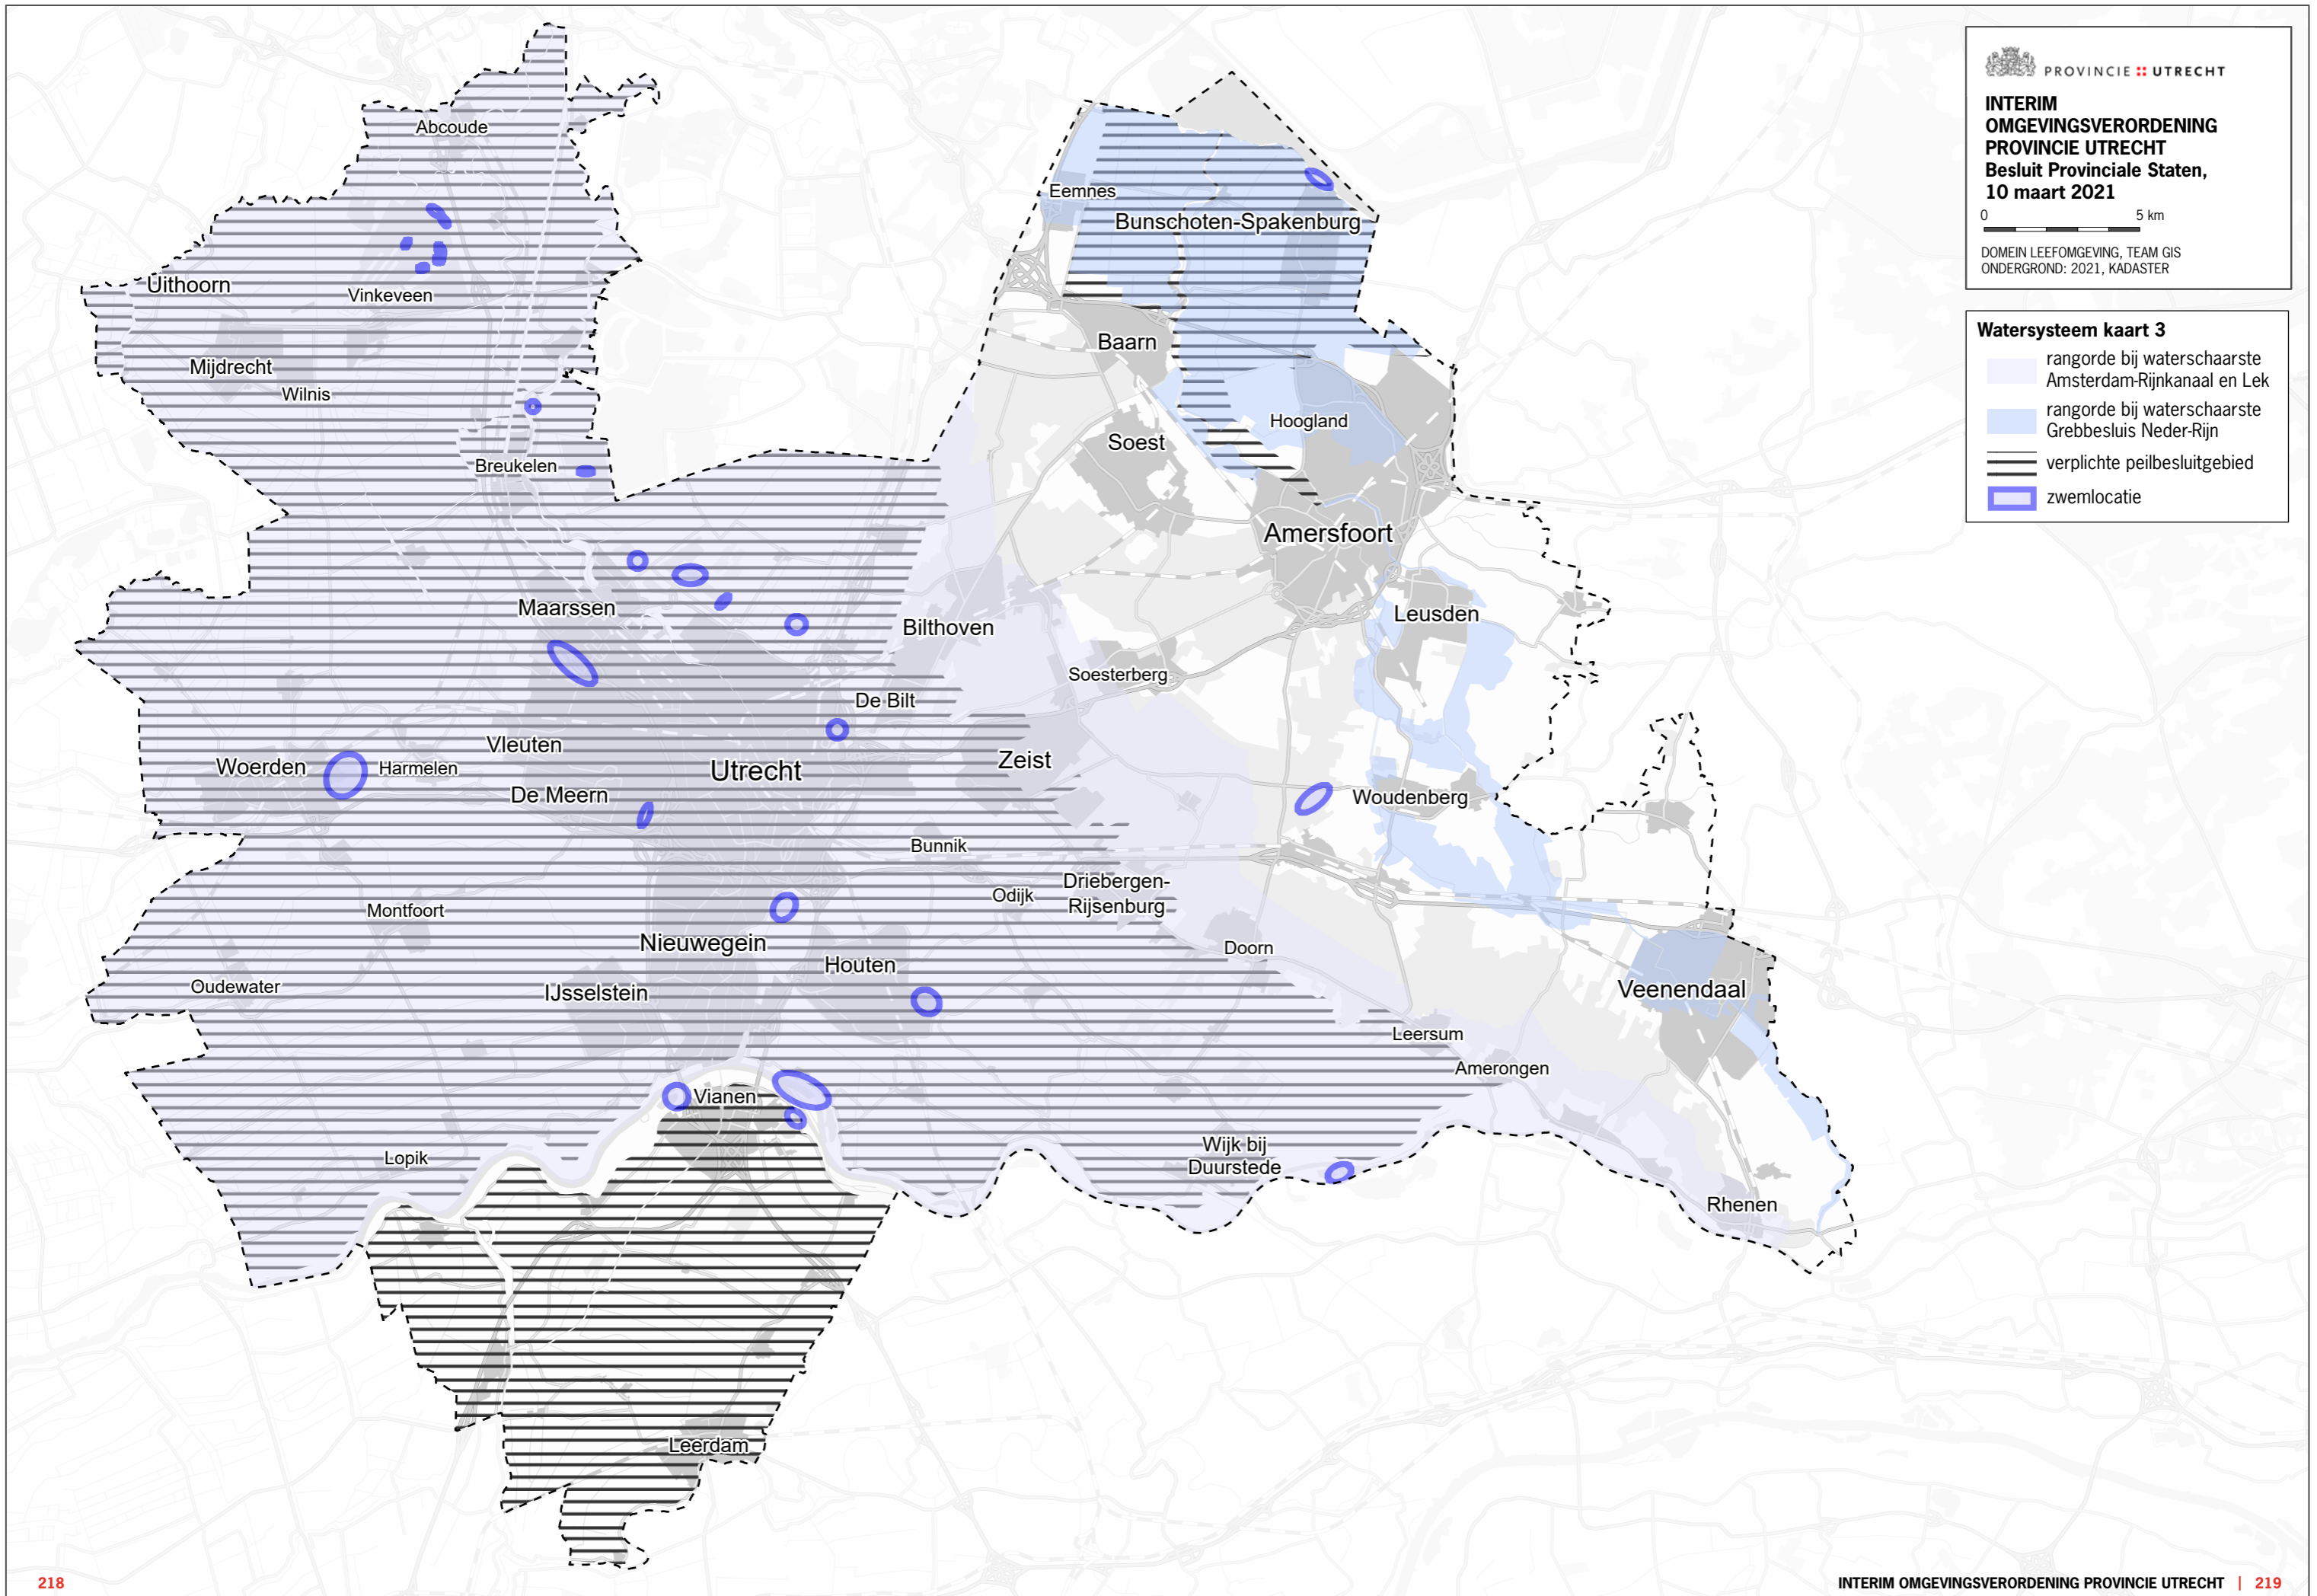 PROVINCIE UTRECHT
INTERIM
OMGEVINGSVERORDENING
PROVINCIE UTRECHT
Besluit Provinciale Staten,
10 maart 2021
0 5 km
DOMEIN LEEFOMGEVING, TEAM GIS
ONDERGROND: 2021, KADASTER
Watersysteem kaart 3
rangorde bij waterschaarste
Amsterdam-Rijnkanaal en Lek
rangorde bij waterschaarste
Grebbesluis Neder-Rijn
verplichte peilbesluitgebied
zwemlocatie
Abcoude
Eemnes
Bunschoten-Spakenburg
Uithoorn
Vinkeveen
Baarn
Mijdrecht
Wilnis
Hoogland
Soest
Breukelen
Amersfoort
Maarssen
Leusden
Bilthoven
Soesterberg
De Bilt
Vleuten
Zeist
Woerden
Harmelen
Utrecht
De Meern
Woudenberg
Bunnik
Driebergen-
Rijsenburg
Odijk
Montfoort
Nieuwegein
Doorn
Houten
Oudewater
IJsselstein
Veenendaal
Leersum
Amerongen
Vianen
Wijk bij
Duurstede
Lopik
Rhenen
Leerdam
218
INTERIM OMGEVINGSVERORDENING PROVINCIE UTRECHT | 219